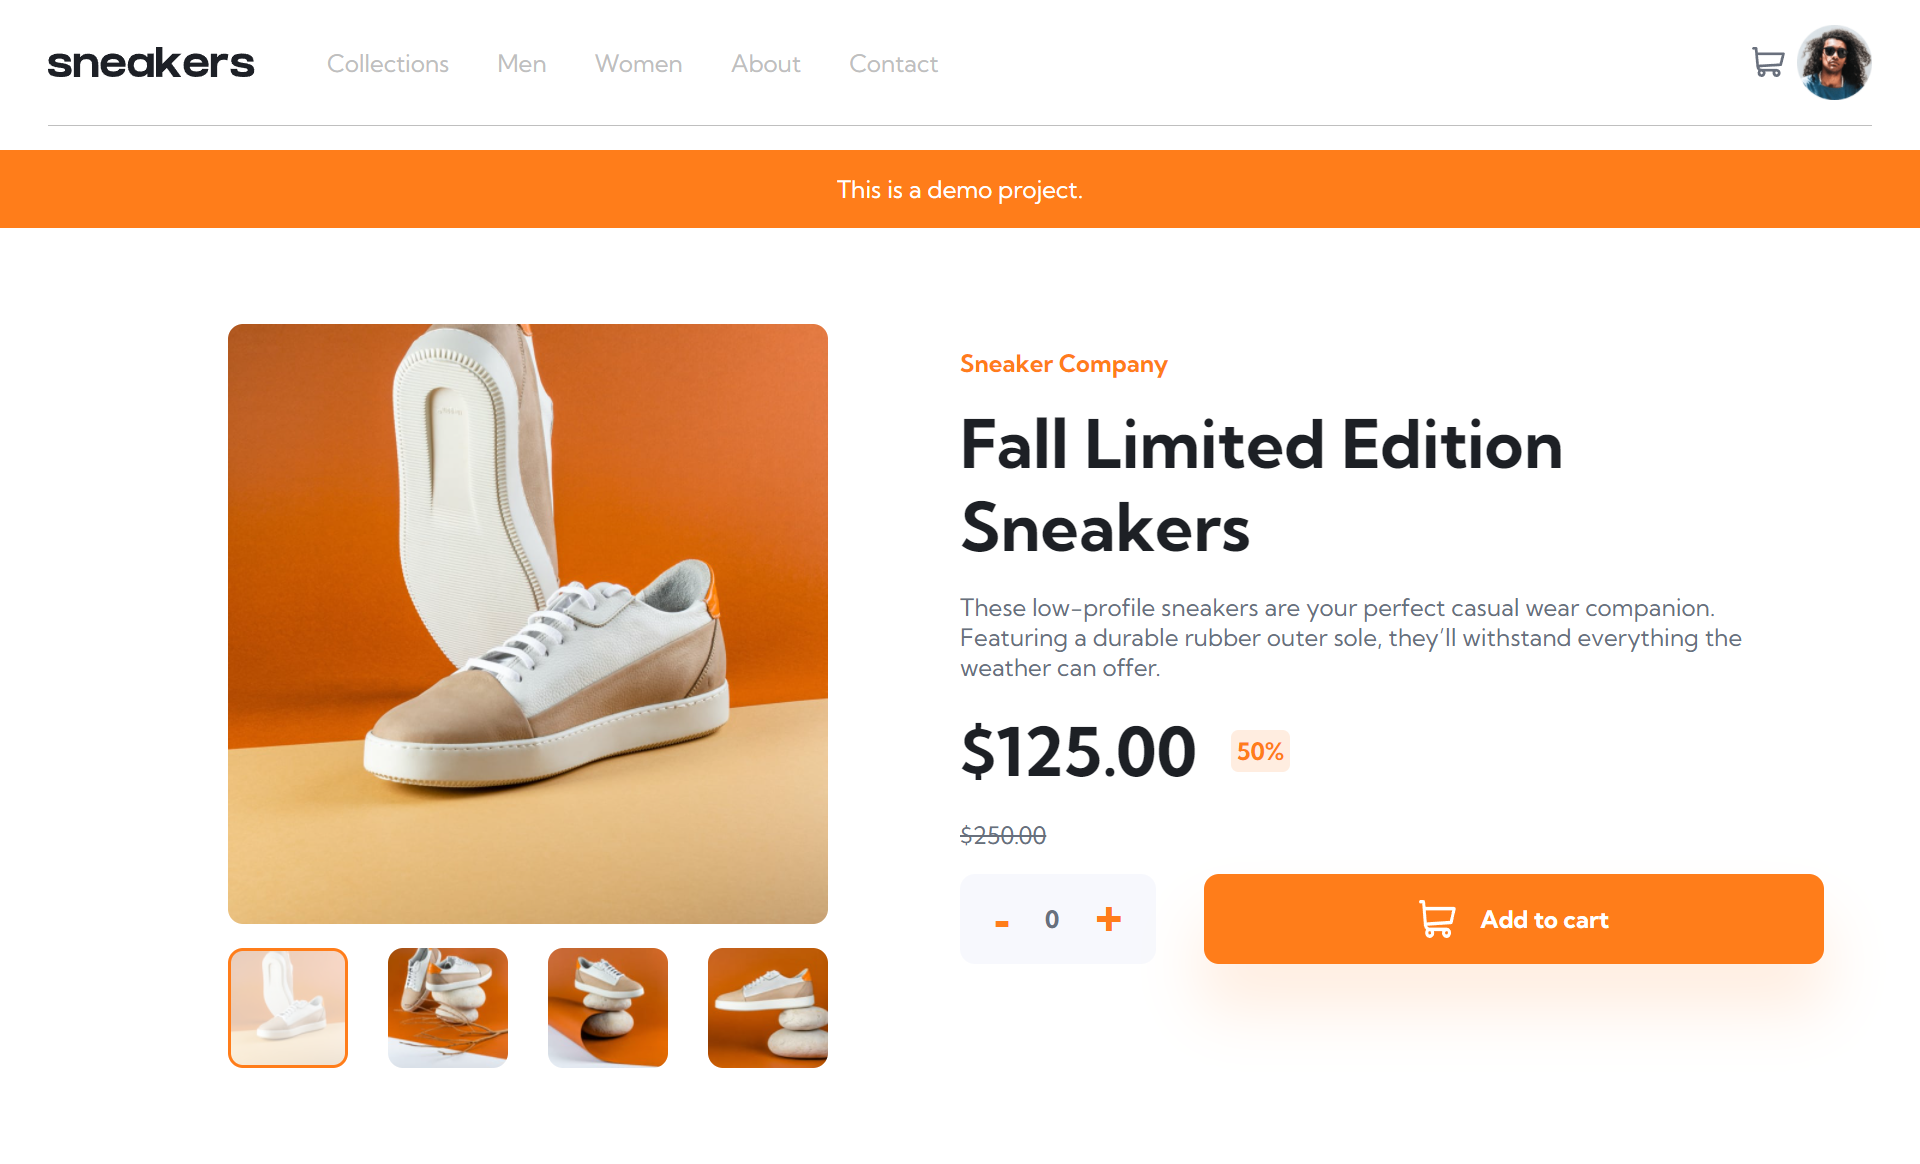 sneakers Collections Men Women About Contact
This is a demo project.
Sneaker Company
Fall Limited Edition
Sneakers
These low-profile sneakers are your perfect casual wear companion.
Featuring a durable rubber outer sole, they’ll withstand everything the
weather can offer.
$125.00 50%
$250.00
- 0 + Add to cart